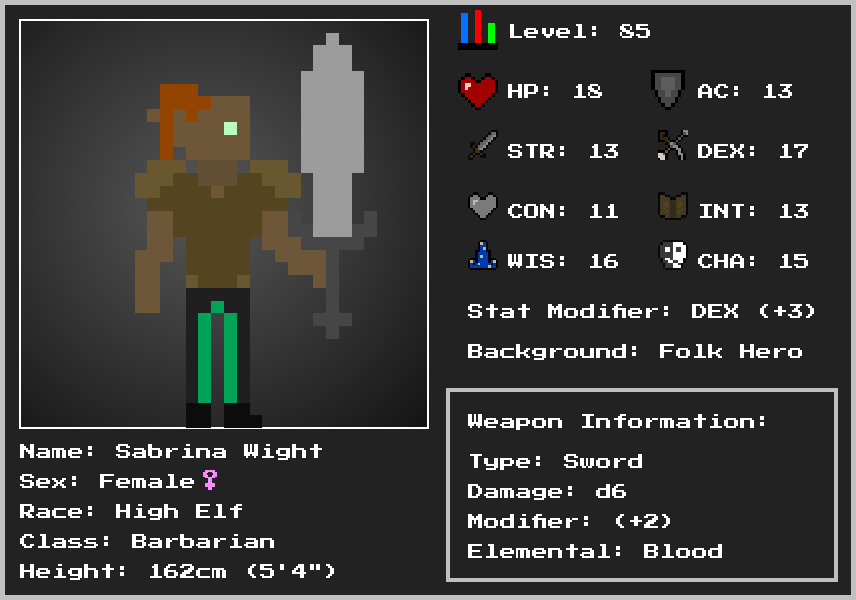 Level: 85
HP: 18 AC: 13
STR: 13 DEX: 17
CON: 11 INT: 13
WIS: 16 CHA: 15
Stat Modifier: DEX (+3)
Background: Folk Hero
Weapon Information:
Type: Sword
Damage: d6
Modifier: (+2)
Elemental: Blood
Name: Sabrina Wight
Sex: Female♀
Race: High Elf
Class: Barbarian
Height: 162cm (5'4")